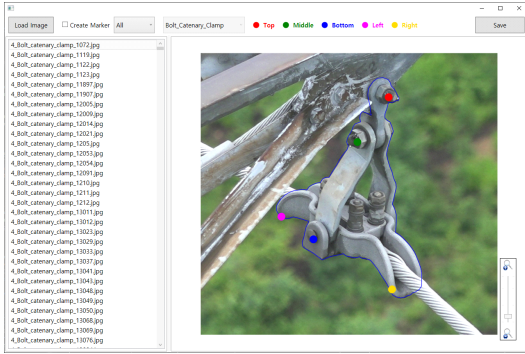 Load Image Create Marker All Bolt_Catenary_Clamp Top Middle Bottom Left Right Save
4_Bolt_catenary_clamp_1072.jpg
4_Bolt_catenary_clamp_1119.jpg
4_Bolt_catenary_clamp_1122.jpg
4_Bolt_catenary_clamp_1123.jpg
4_Bolt_catenary_clamp_11897.jpg
4_Bolt_catenary_clamp_11907.jpg
4_Bolt_catenary_clamp_12005.jpg
4_Bolt_catenary_clamp_12009.jpg
4_Bolt_catenary_clamp_12014.jpg
4_Bolt_catenary_clamp_12021.jpg
4_Bolt_catenary_clamp_1205.jpg
4_Bolt_catenary_clamp_12053.jpg
4_Bolt_catenary_clamp_12054.jpg
4_Bolt_catenary_clamp_12091.jpg
4_Bolt_catenary_clamp_1210.jpg
4_Bolt_catenary_clamp_1211.jpg
4_Bolt_catenary_clamp_1212.jpg
4_Bolt_catenary_clamp_13011.jpg
4_Bolt_catenary_clamp_13012.jpg
4_Bolt_catenary_clamp_13023.jpg
4_Bolt_catenary_clamp_13029.jpg
4_Bolt_catenary_clamp_13033.jpg
4_Bolt_catenary_clamp_13037.jpg
4_Bolt_catenary_clamp_13041.jpg
4_Bolt_catenary_clamp_13043.jpg
4_Bolt_catenary_clamp_13048.jpg
4_Bolt_catenary_clamp_13049.jpg
4_Bolt_catenary_clamp_13050.jpg
4_Bolt_catenary_clamp_13068.jpg
4_Bolt_catenary_clamp_13069.jpg
4_Bolt_catenary_clamp_13076.jpg